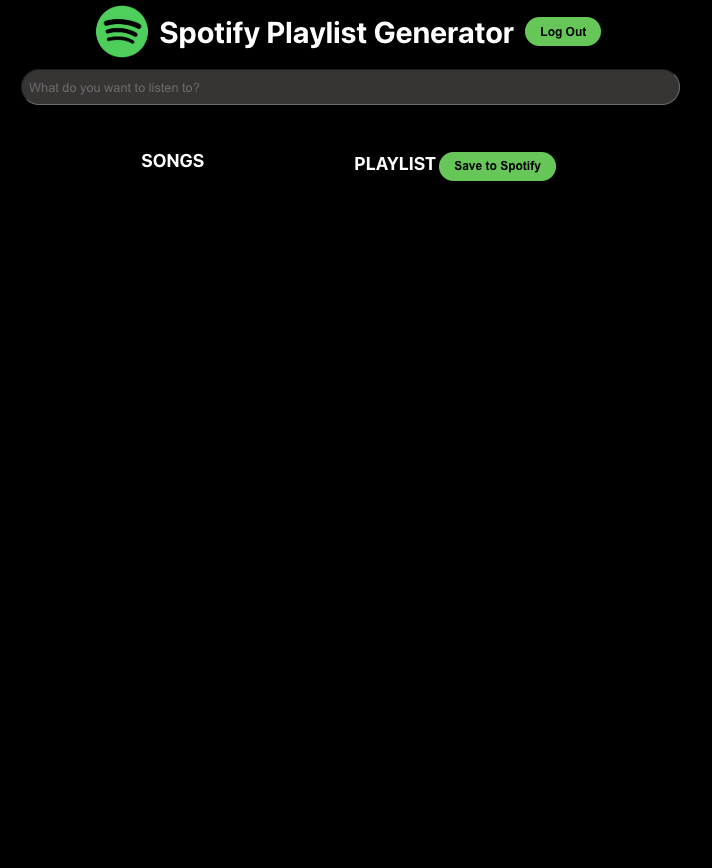 Spotify Playlist Generator Log Out
What do you want to listen to?
SONGS
PLAYLIST Save to Spotify